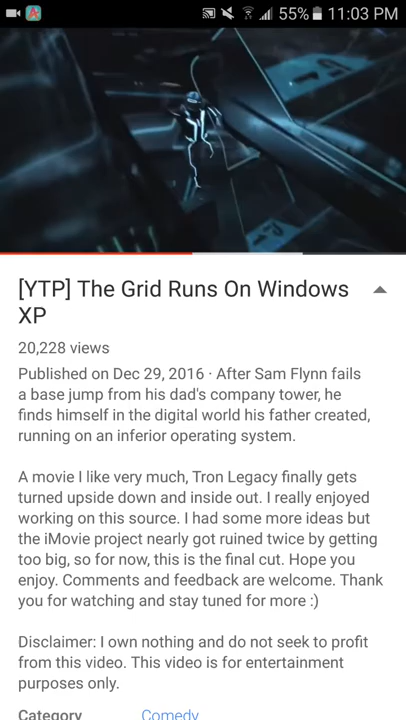 55% 11:03 PM
[YTP] The Grid Runs On Windows
XP
20,228 views
Published on Dec 29, 2016 · After Sam Flynn fails
a base jump from his dad's company tower, he
finds himself in the digital world his father created,
running on an inferior operating system.
A movie I like very much, Tron Legacy finally gets
turned upside down and inside out. I really enjoyed
working on this source. I had some more ideas but
the iMovie project nearly got ruined twice by getting
too big, so for now, this is the final cut. Hope you
enjoy. Comments and feedback are welcome. Thank
you for watching and stay tuned for more :)
Disclaimer: I own nothing and do not seek to profit
from this video. This video is for entertainment
purposes only.
Category Comedy